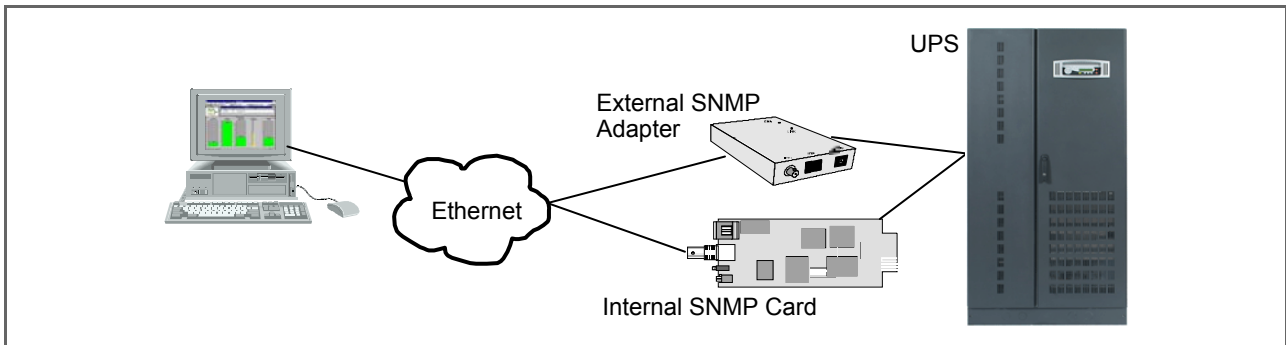 UPS
External SNMP
Adapter
Ethernet
Internal SNMP Card